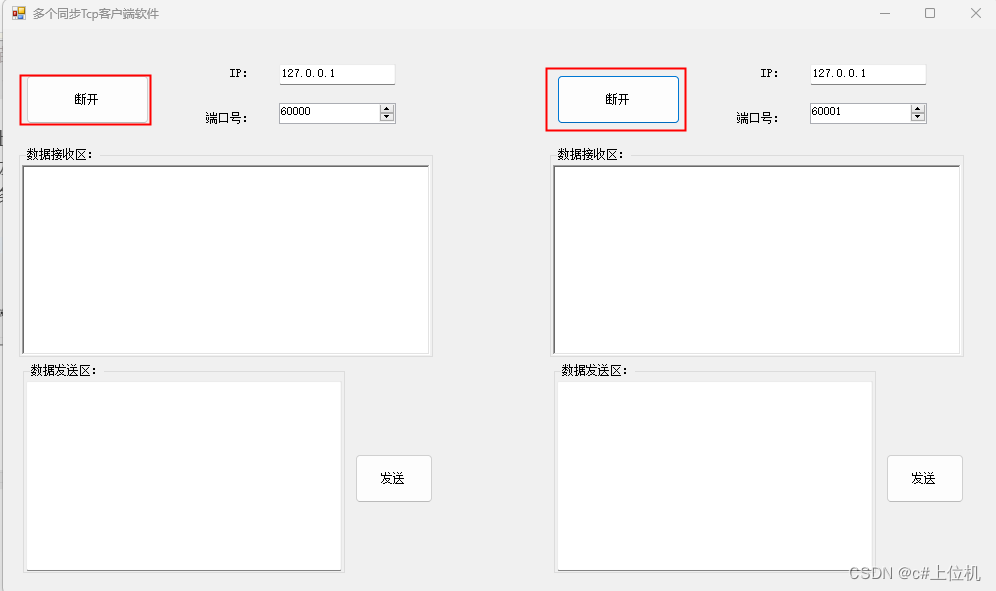 多个同步Tcp客户端软件
断开
IP:
127.0.0.1
端口号:
60000
数据接收区:
数据发送区:
发送
断开
IP:
127.0.0.1
端口号:
60001
数据接收区:
数据发送区:
发送
CSDN @c#上位机